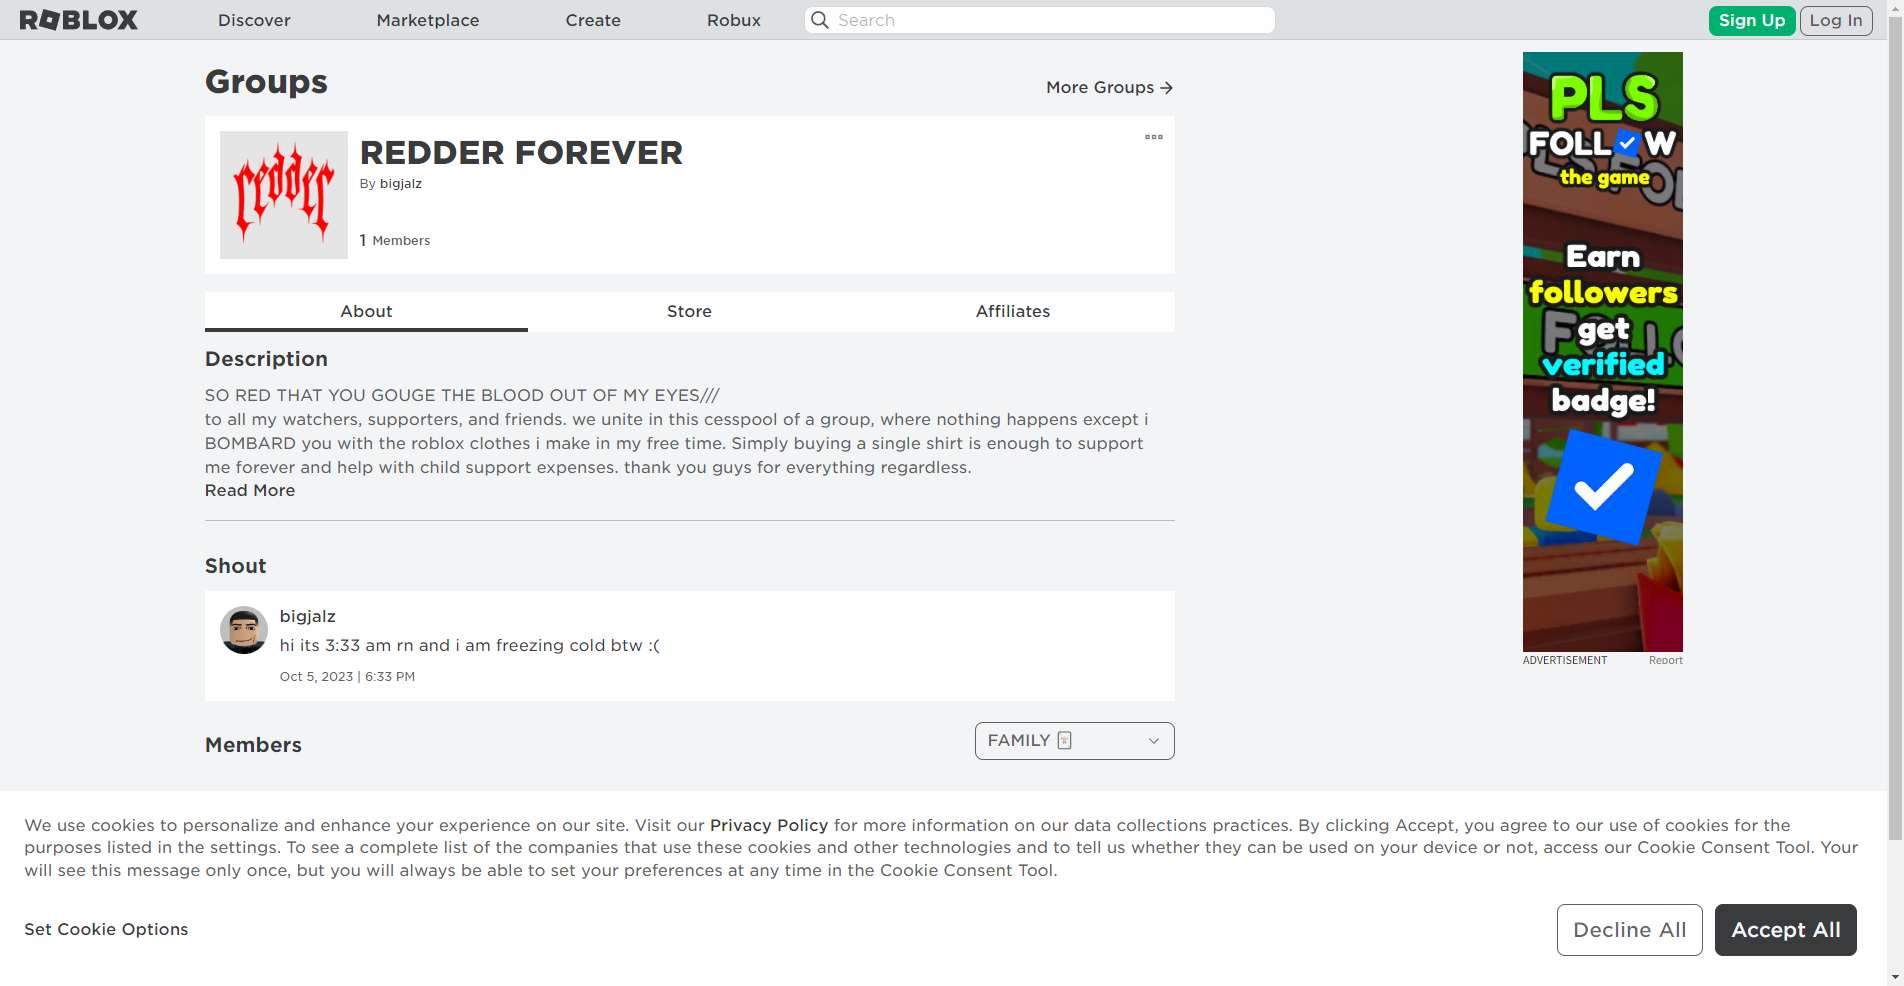 ROBLOX
Discover
Marketplace
Create
Robux
Search
Sign Up
Log In
Groups
More Groups →
redder
REDDER FOREVER
By bigjalz
1 Members
About
Store
Affiliates
Description
SO RED THAT YOU GOUGE THE BLOOD OUT OF MY EYES///
to all my watchers, supporters, and friends. we unite in this cesspool of a group, where nothing happens except i
BOMBARD you with the roblox clothes i make in my free time. Simply buying a single shirt is enough to support
me forever and help with child support expenses. thank you guys for everything regardless.
Read More
Shout
bigjalz
hi its 3:33 am rn and i am freezing cold btw :(
Oct 5, 2023 | 6:33 PM
Members
FAMILY
PLS
FOLLOW
the game
Earn
followers
get
verified
badge!
ADVERTISEMENT
Report
We use cookies to personalize and enhance your experience on our site. Visit our Privacy Policy for more information on our data collections practices. By clicking Accept, you agree to our use of cookies for the
purposes listed in the settings. To see a complete list of the companies that use these cookies and other technologies and to tell us whether they can be used on your device or not, access our Cookie Consent Tool. Your
will see this message only once, but you will always be able to set your preferences at any time in the Cookie Consent Tool.
Set Cookie Options
Decline All
Accept All